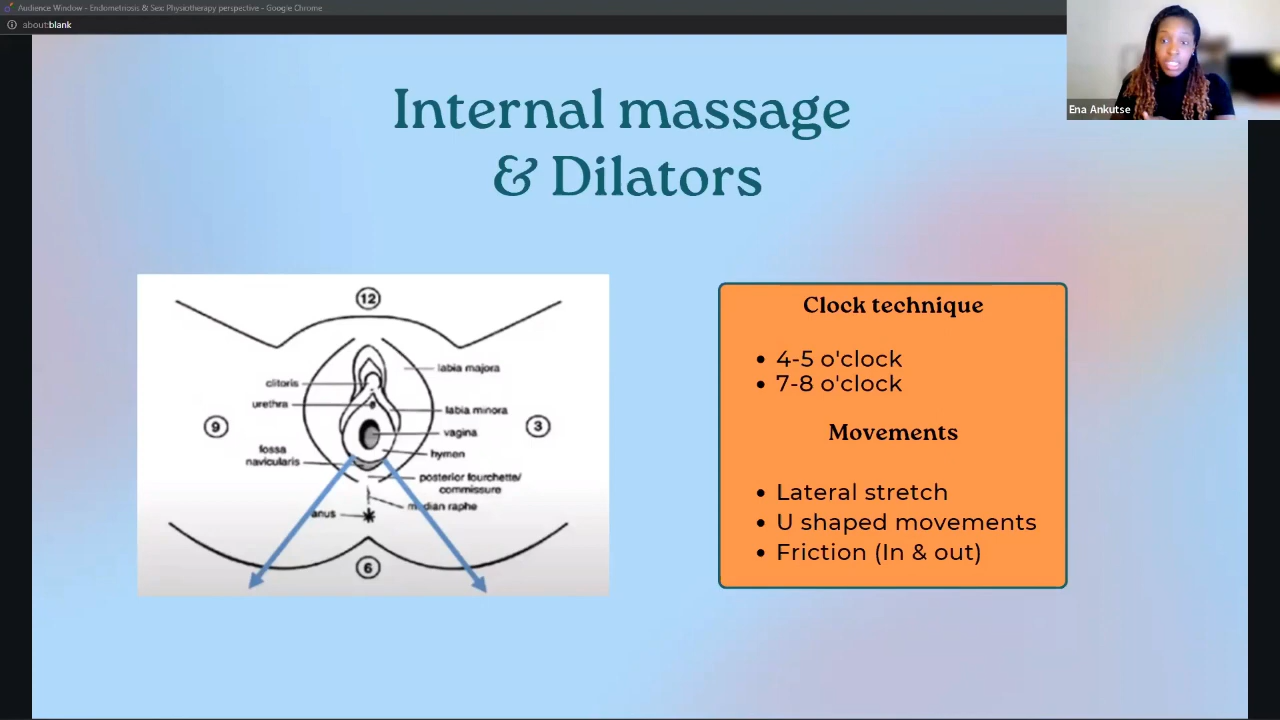 Audience Window - Endometriosis & Sex: Physiotherapy perspective - Google Chrome
about:blank
Ena Ankutse
Internal massage
& Dilators
12
labia majora
clitoris
urethra
labia minora
9
3
vagina
fossa
navicularis
hymen
posterior fourchette/
commissure
median raphe
anus
6
Clock technique
• 4-5 o'clock
• 7-8 o'clock
Movements
• Lateral stretch
• U shaped movements
• Friction (In & out)